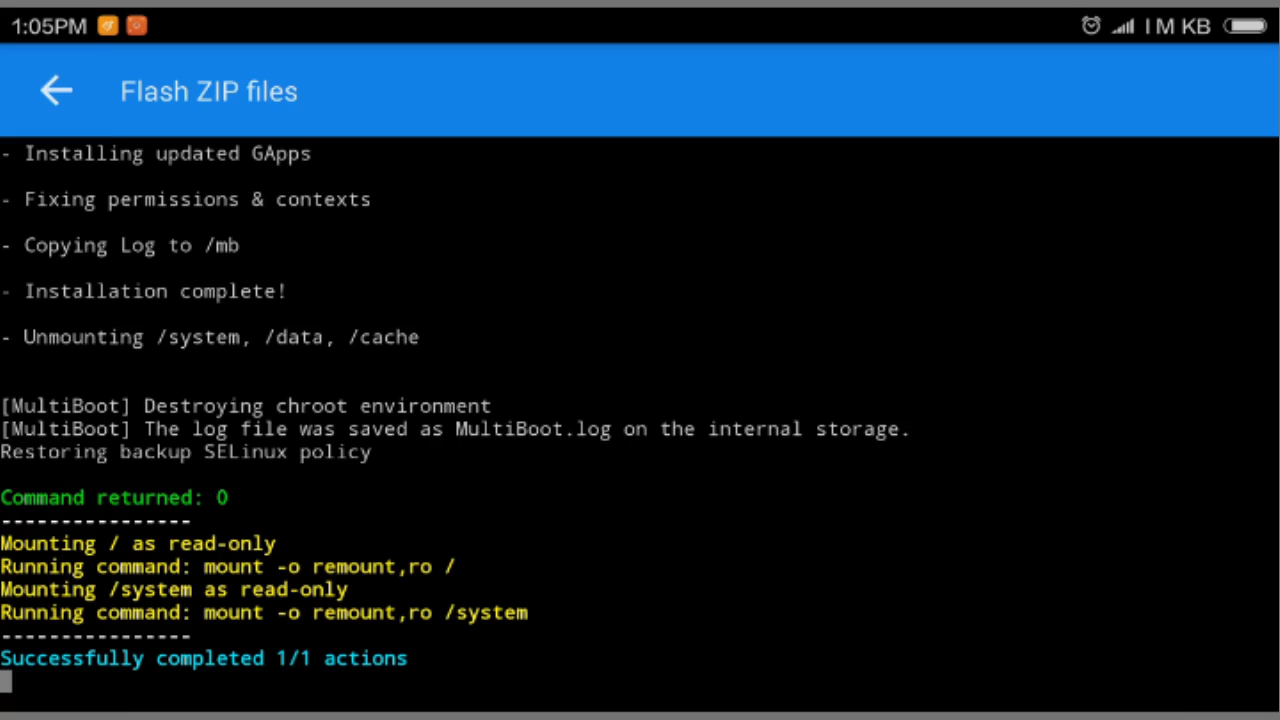 1:05PM I M KB
Flash ZIP files
- Installing updated GApps
- Fixing permissions & contexts
- Copying Log to /mb
- Installation complete!
- Unmounting /system, /data, /cache
[MultiBoot] Destroying chroot environment
[MultiBoot] The log file was saved as MultiBoot.log on the internal storage.
Restoring backup SELinux policy
Command returned: 0
----------------
Mounting / as read-only
Running command: mount -o remount,ro /
Mounting /system as read-only
Running command: mount -o remount,ro /system
----------------
Successfully completed 1/1 actions